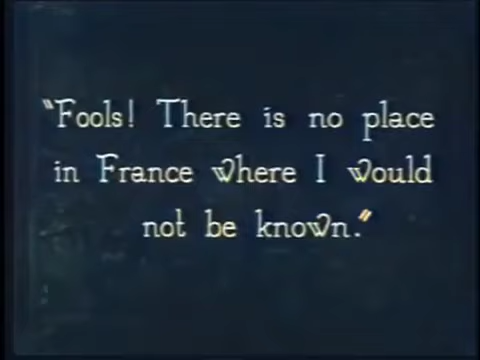 "Fools! There is no place
in France where I would
not be known."